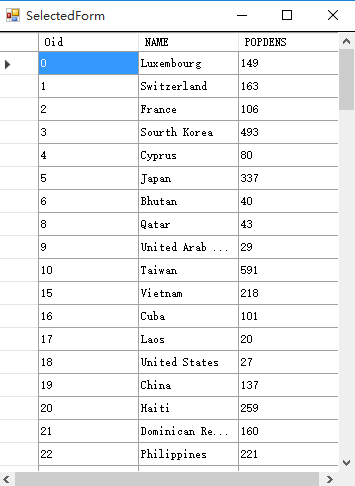 SelectedForm
Oid NAME POPDENS
0 Luxembourg 149
1 Switzerland 163
2 France 106
3 Sourth Korea 493
4 Cyprus 80
5 Japan 337
6 Bhutan 40
8 Qatar 43
9 United Arab ... 29
10 Taiwan 591
15 Vietnam 218
16 Cuba 101
17 Laos 20
18 United States 27
19 China 137
20 Haiti 259
21 Dominican Re... 160
22 Philippines 221